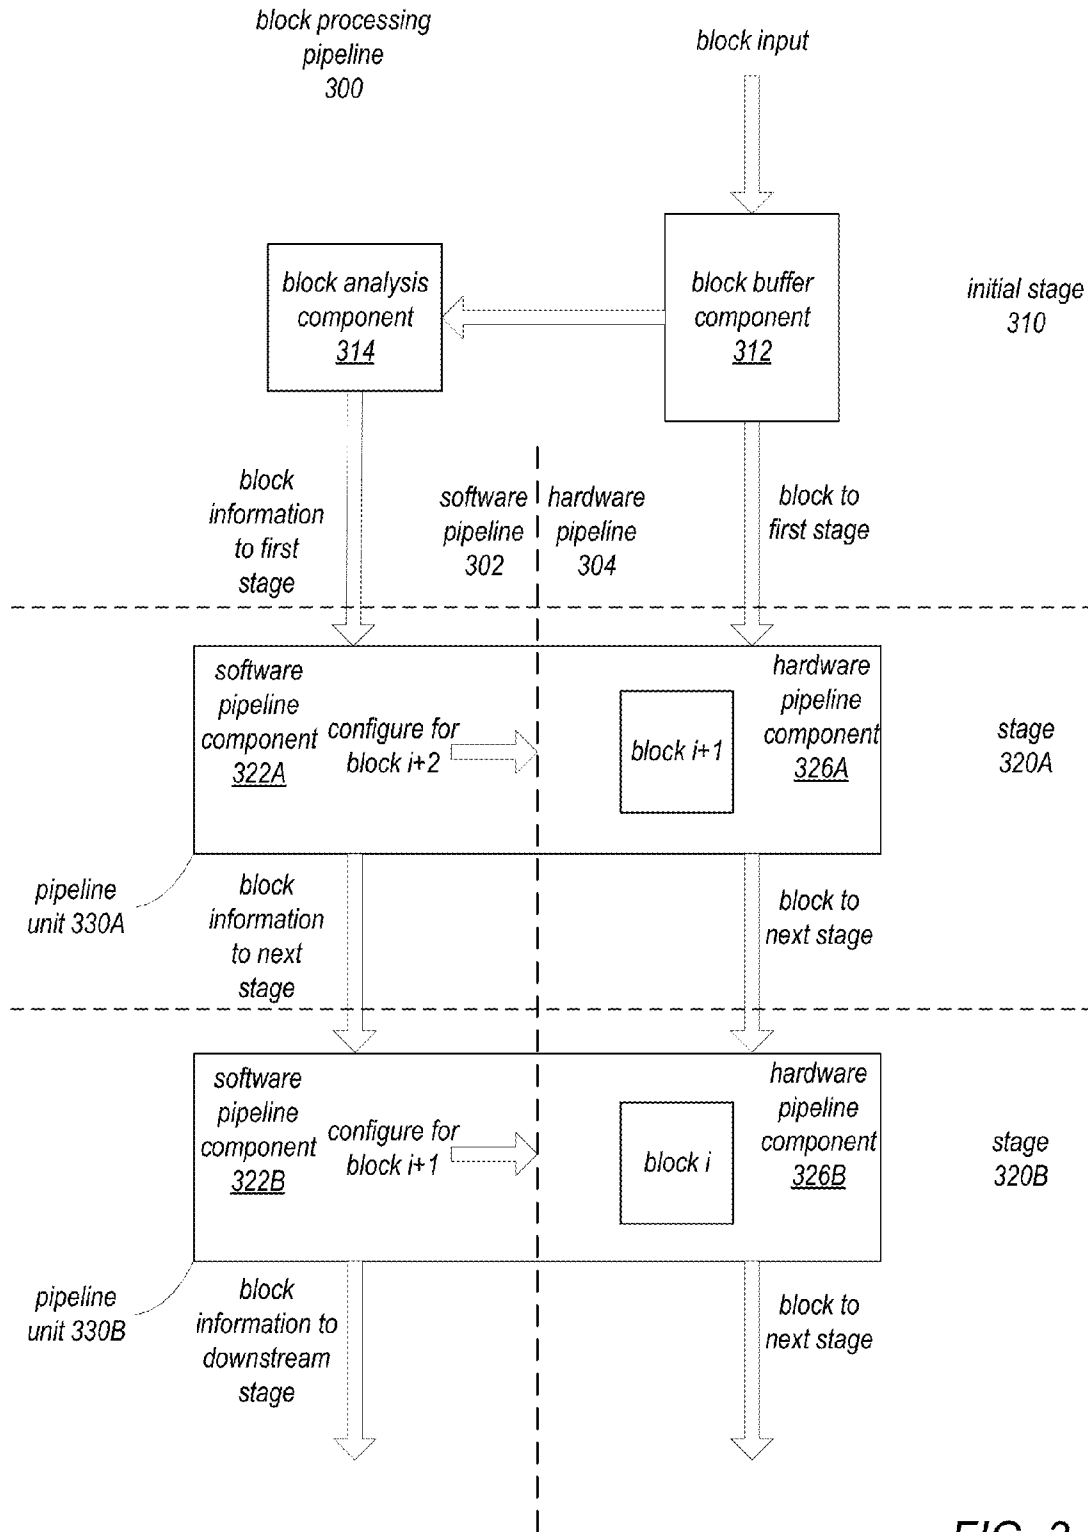 block processing
pipeline
300
block input
block analysis
component
314
block buffer
component
312
initial stage
310
block
information
to first
stage
software
pipeline
302
hardware
pipeline
304
block to
first stage
software
pipeline
component
322A
configure for
block i+2
block i+1
hardware
pipeline
component
326A
stage
320A
pipeline
unit 330A
block
information
to next
stage
block to
next stage
software
pipeline
component
322B
configure for
block i+1
block i
hardware
pipeline
component
326B
stage
320B
pipeline
unit 330B
block
information to
downstream
stage
block to
next stage